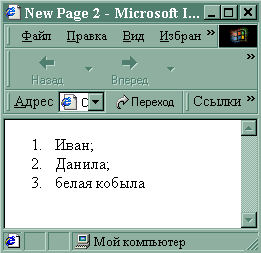 New Page 2 - Microsoft I...
Файл Правка Вид Избран »
Назад Вперед »
Адрес C Переход Ссылки »
1. Иван;
2. Данила;
3. белая кобыла
Мой компьютер